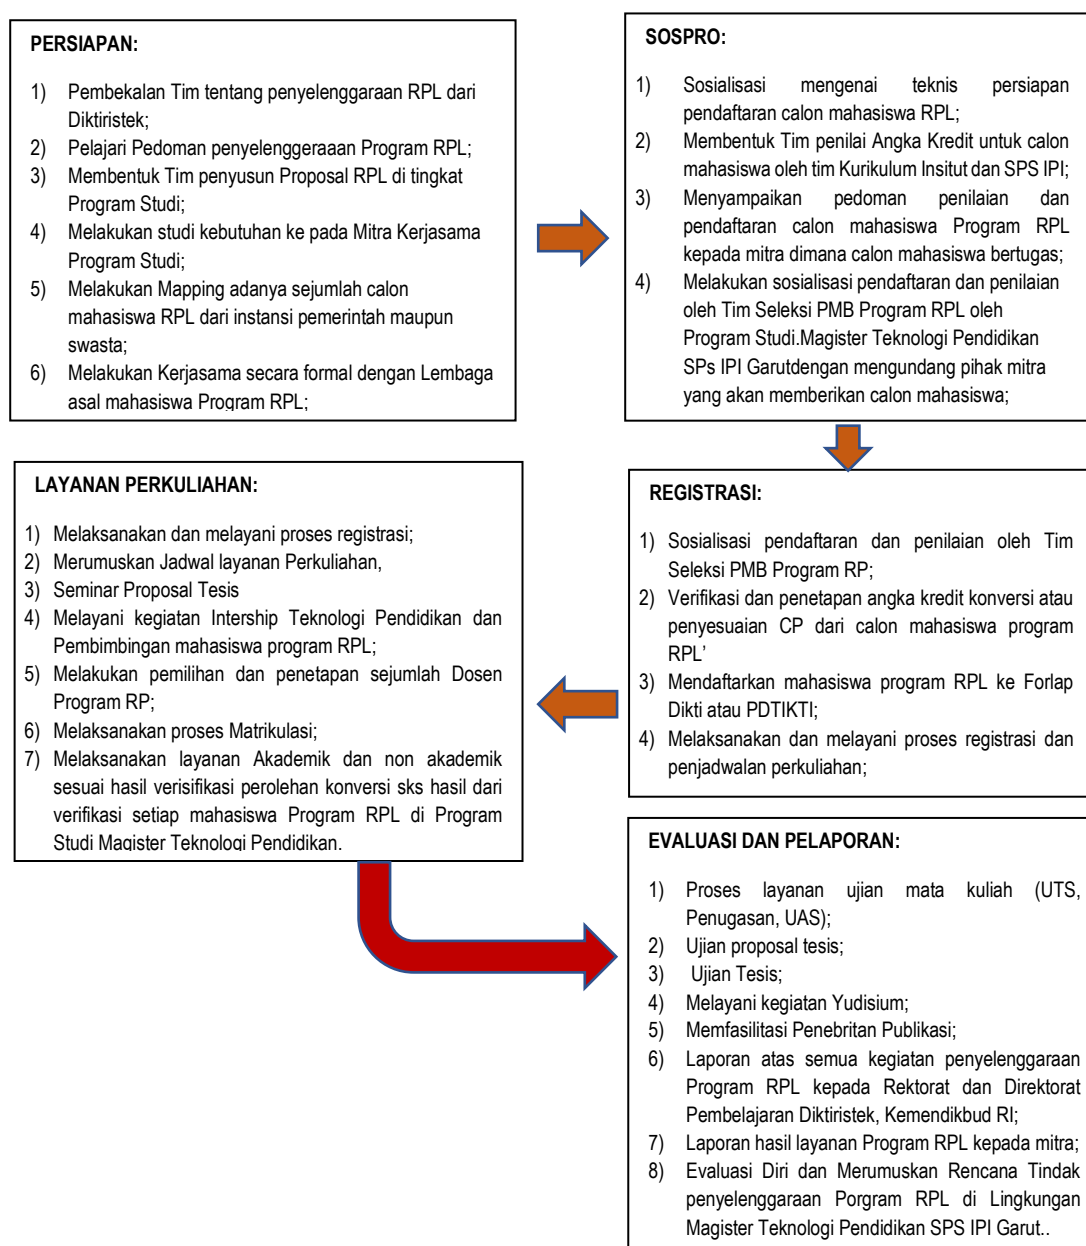 PERSIAPAN:
1) Pembekalan Tim tentang penyelenggaraan RPL dari
Diktiristek;
2) Pelajari Pedoman penyelenggeraaan Program RPL;
3) Membentuk Tim penyusun Proposal RPL di tingkat
Program Studi;
4) Melakukan studi kebutuhan ke pada Mitra Kerjasama
Program Studi;
5) Melakukan Mapping adanya sejumlah calon
mahasiswa RPL dari instansi pemerintah maupun
swasta;
6) Melakukan Kerjasama secara formal dengan Lembaga
asal mahasiswa Program RPL;
SOSPRO:
1) Sosialisasi mengenai teknis persiapan
pendaftaran calon mahasiswa RPL;
2) Membentuk Tim penilai Angka Kredit untuk calon
mahasiswa oleh tim Kurikulum Insitut dan SPS IPI;
3) Menyampaikan pedoman penilaian dan
pendaftaran calon mahasiswa Program RPL
kepada mitra dimana calon mahasiswa bertugas;
4) Melakukan sosialisasi pendaftaran dan penilaian
oleh Tim Seleksi PMB Program RPL oleh
Program Studi.Magister Teknologi Pendidikan
SPs IPI Garutdengan mengundang pihak mitra
yang akan memberikan calon mahasiswa;
REGISTRASI:
1) Sosialisasi pendaftaran dan penilaian oleh Tim
Seleksi PMB Program RP;
2) Verifikasi dan penetapan angka kredit konversi atau
penyesuaian CP dari calon mahasiswa program
RPL’
3) Mendaftarkan mahasiswa program RPL ke Forlap
Dikti atau PDTIKTI;
4) Melaksanakan dan melayani proses registrasi dan
penjadwalan perkuliahan;
LAYANAN PERKULIAHAN:
1) Melaksanakan dan melayani proses registrasi;
2) Merumuskan Jadwal layanan Perkuliahan,
3) Seminar Proposal Tesis
4) Melayani kegiatan Intership Teknologi Pendidikan dan
Pembimbingan mahasiswa program RPL;
5) Melakukan pemilihan dan penetapan sejumlah Dosen
Program RP;
6) Melaksanakan proses Matrikulasi;
7) Melaksanakan layanan Akademik dan non akademik
sesuai hasil verisifikasi perolehan konversi sks hasil dari
verifikasi setiap mahasiswa Program RPL di Program
Studi Magister Teknologi Pendidikan.
EVALUASI DAN PELAPORAN:
1) Proses layanan ujian mata kuliah (UTS,
Penugasan, UAS);
2) Ujian proposal tesis;
3) Ujian Tesis;
4) Melayani kegiatan Yudisium;
5) Memfasilitasi Penebritan Publikasi;
6) Laporan atas semua kegiatan penyelenggaraan
Program RPL kepada Rektorat dan Direktorat
Pembelajaran Diktiristek, Kemendikbud RI;
7) Laporan hasil layanan Program RPL kepada mitra;
8) Evaluasi Diri dan Merumuskan Rencana Tindak
penyelenggaraan Porgram RPL di Lingkungan
Magister Teknologi Pendidikan SPS IPI Garut..